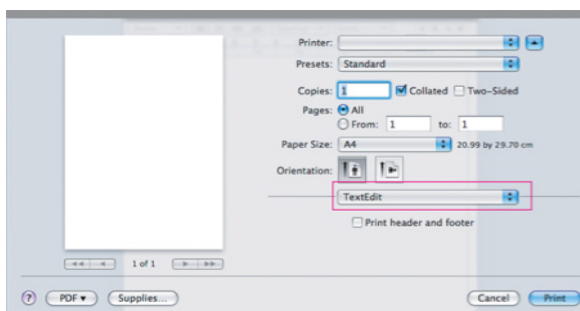 Printer:
Presets: Standard
Copies: 1 Collated Two-Sided
Pages: All
From: 1 to: 1
Paper Size: A4 20.99 by 29.70 cm
Orientation:
TextEdit
Print header and footer
1 of 1
? PDF Supplies... Cancel Print